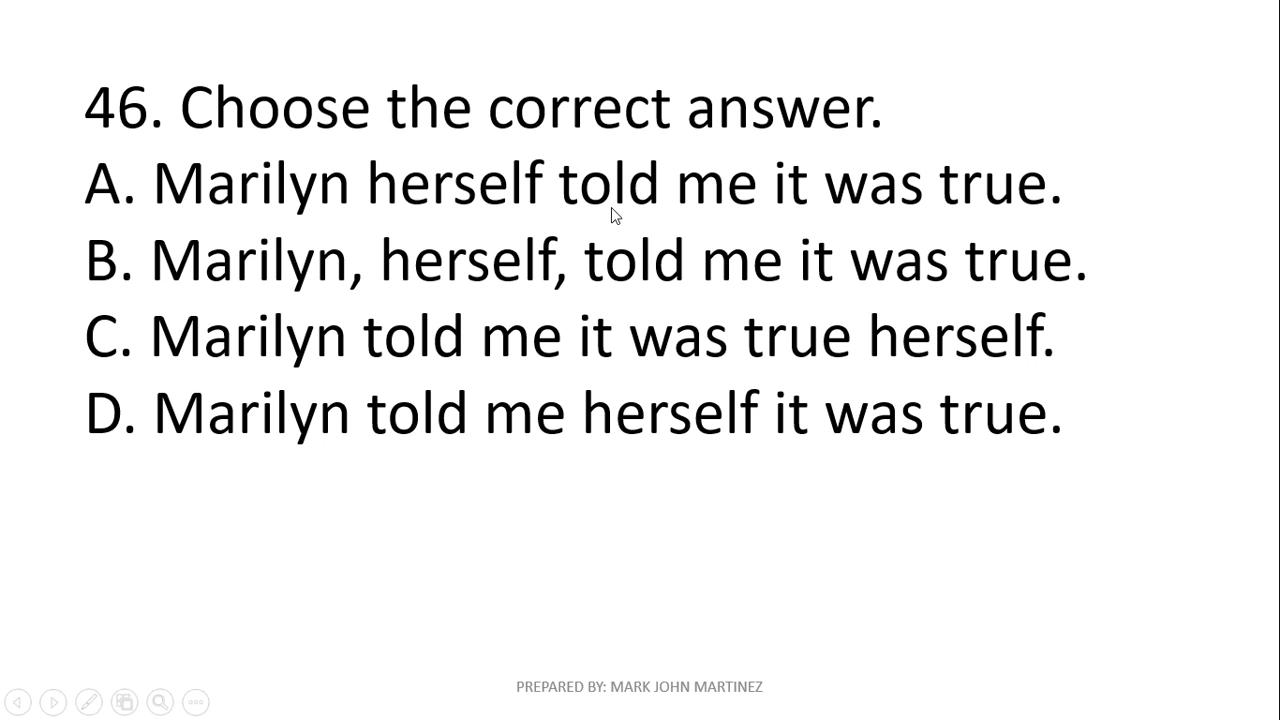 46. Choose the correct answer.
A. Marilyn herself told me it was true.
B. Marilyn, herself, told me it was true.
C. Marilyn told me it was true herself.
D. Marilyn told me herself it was true.
PREPARED BY: MARK JOHN MARTINEZ